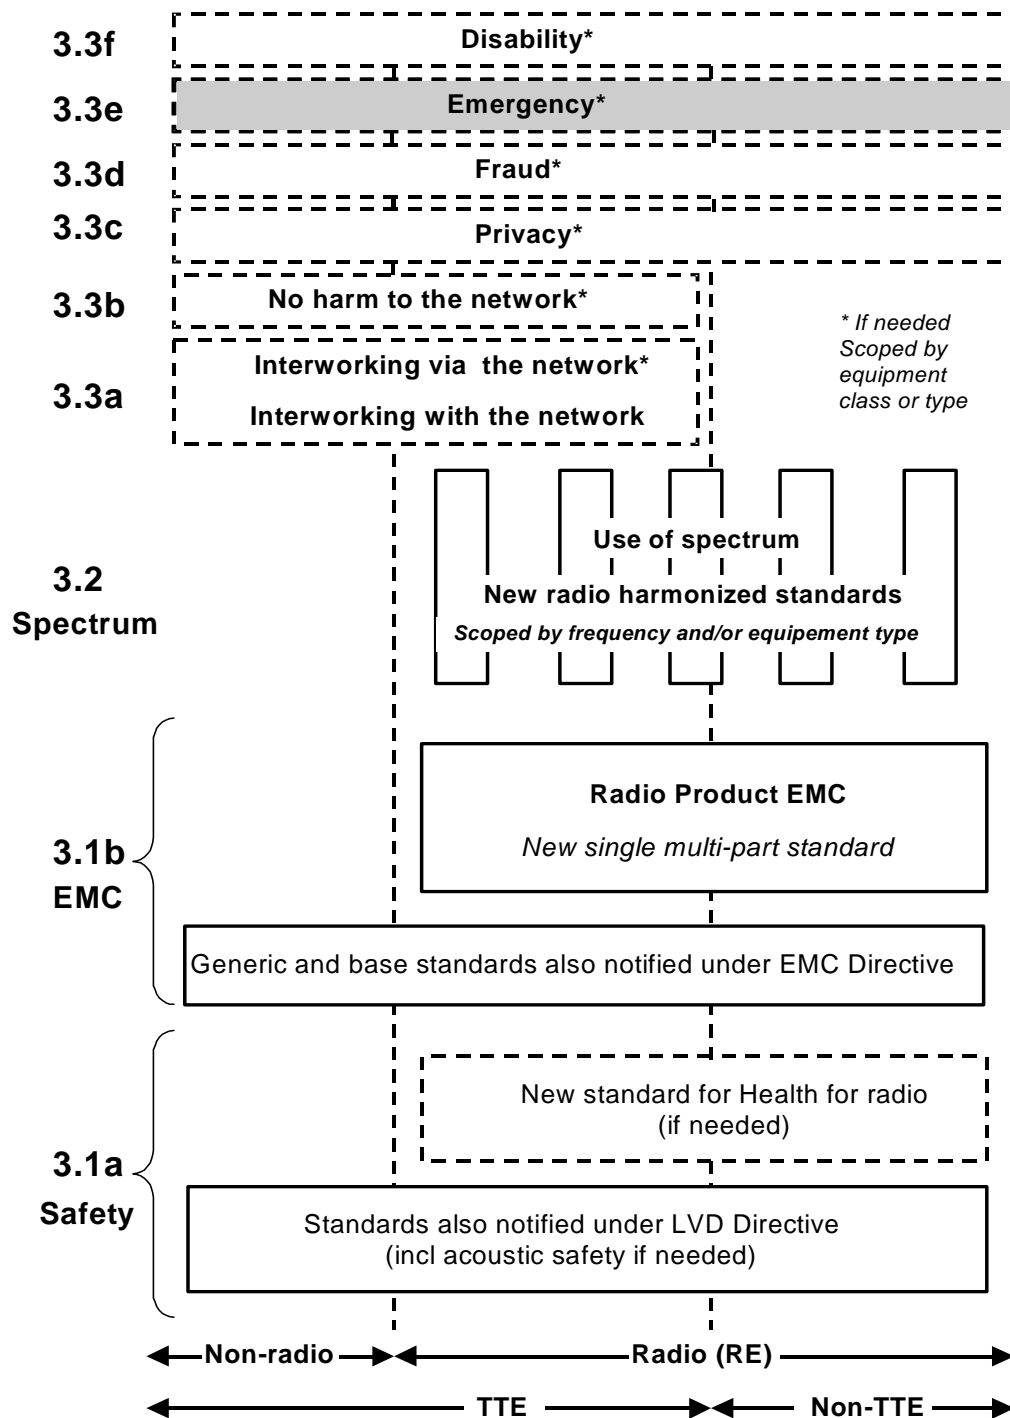 3.3f
Disability*
3.3e
Emergency*
3.3d
Fraud*
3.3c
Privacy*
3.3b
No harm to the network*
3.3a
Interworking via the network*
Interworking with the network
* If needed
Scoped by
equipment
class or type
3.2
Spectrum
Use of spectrum
New radio harmonized standards
Scoped by frequency and/or equipement type
3.1b
EMC
Radio Product EMC
New single multi-part standard
Generic and base standards also notified under EMC Directive
3.1a
Safety
New standard for Health for radio
(if needed)
Standards also notified under LVD Directive
(incl acoustic safety if needed)
Non-radio
Radio (RE)
TTE
Non-TTE